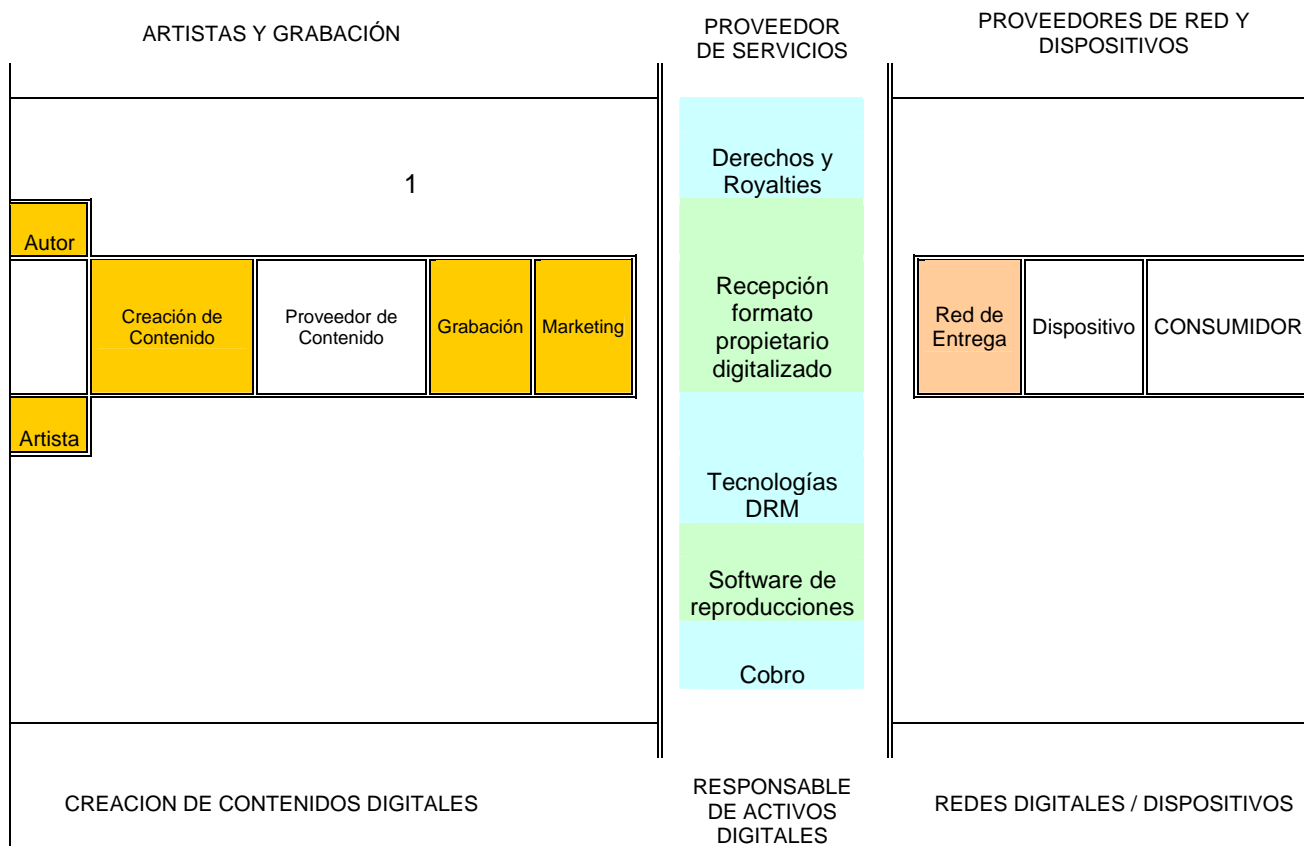 ARTISTAS Y GRABACIÓN
PROVEEDOR
DE SERVICIOS
PROVEEDORES DE RED Y
DISPOSITIVOS
1
Autor
Creación de
Contenido
Proveedor de
Contenido
Grabación
Marketing
Artista
Derechos y
Royalties
Recepción
formato
propietario
digitalizado
Tecnologías
DRM
Software de
reproducciones
Cobro
Red de
Entrega
Dispositivo
CONSUMIDOR
CREACION DE CONTENIDOS DIGITALES
RESPONSABLE
DE ACTIVOS
DIGITALES
REDES DIGITALES / DISPOSITIVOS